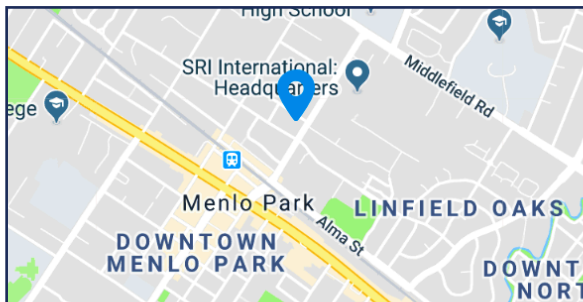 High School
SRI International:
Headquarters
Middlefield Rd
ege
Menlo Park
LINFIELD OAKS
Alma St
DOWNTOWN
MENLO PARK
DOWNT
NORT